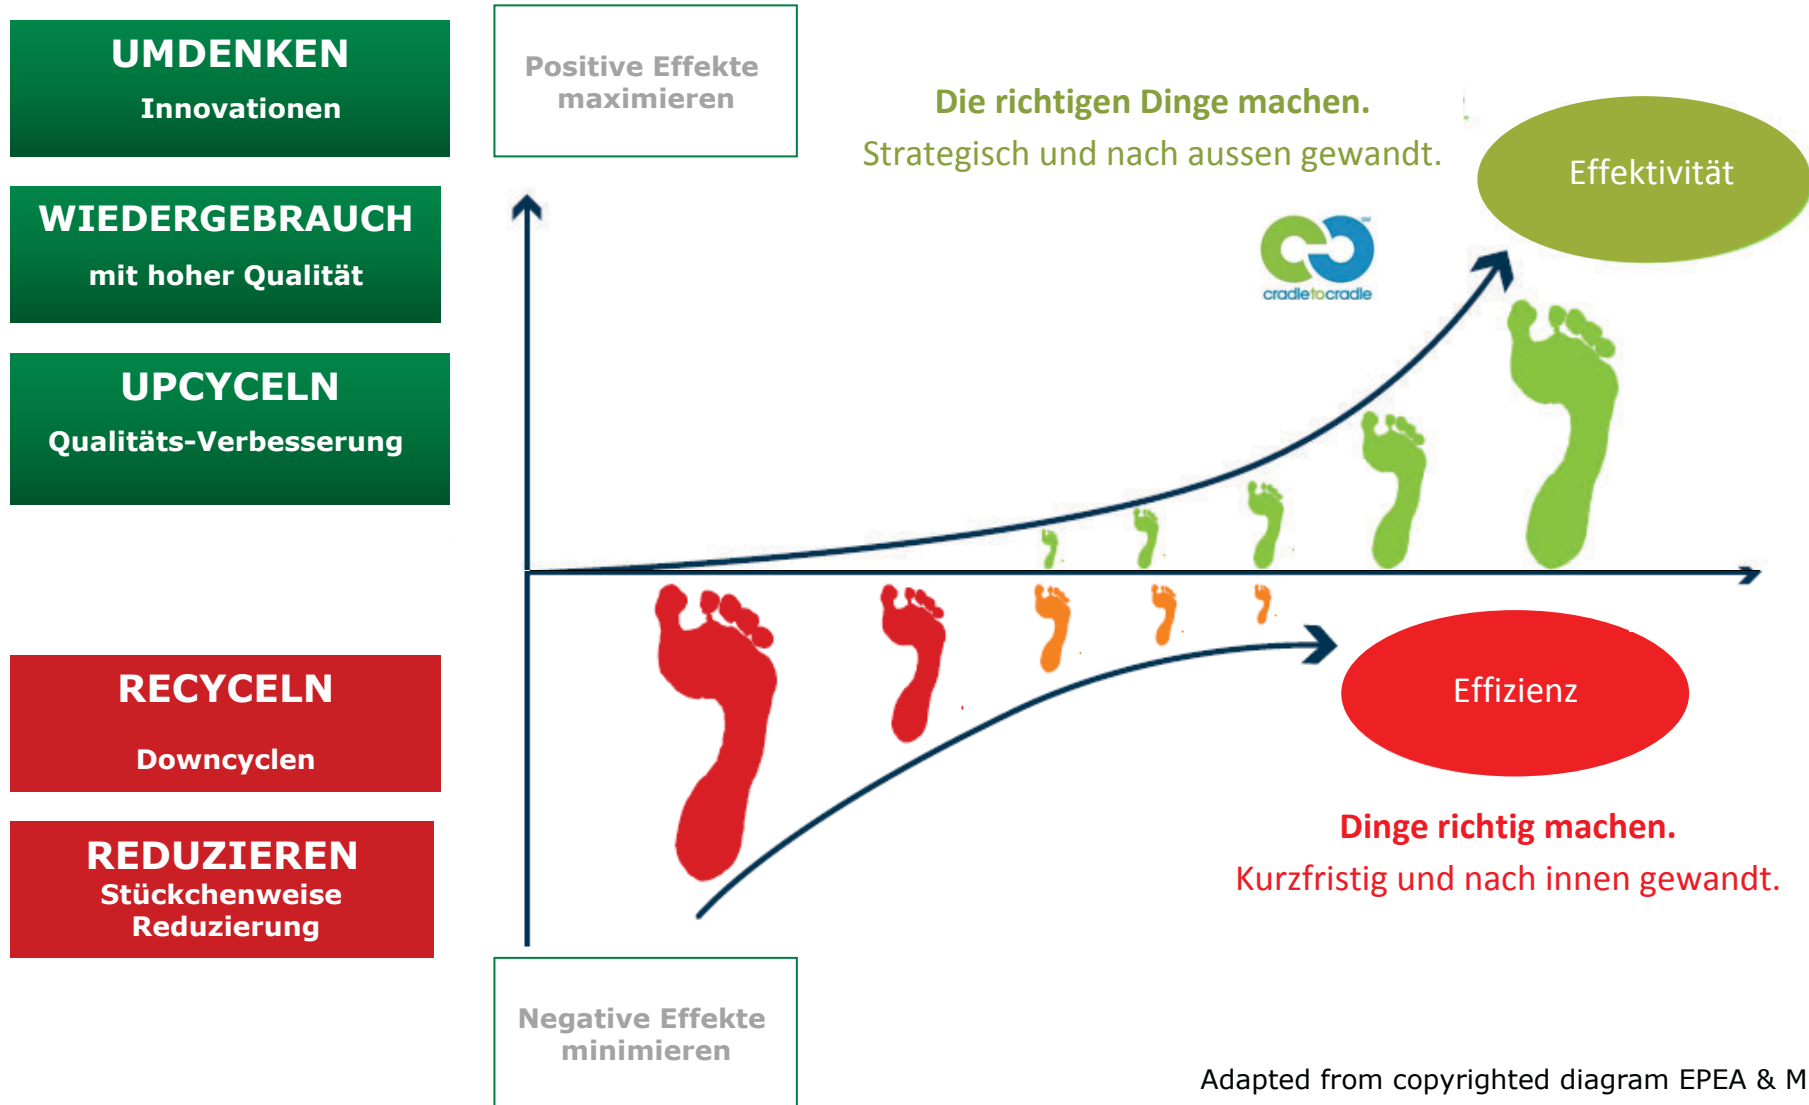 UMDENKEN
Innovationen
WIEDERGEBRAUCH
mit hoher Qualität
UPCYCELN
Qualitäts-Verbesserung
RECYCELN
Downcyclen
REDUZIEREN
Stückchenweise
Reduzierung
Positive Effekte
maximieren
Negative Effekte
minimieren
Die richtigen Dinge machen.
Strategisch und nach aussen gewandt.
Effektivität
cradletocradle
SM
Effizienz
Dinge richtig machen.
Kurzfristig und nach innen gewandt.
Adapted from copyrighted diagram EPEA & M